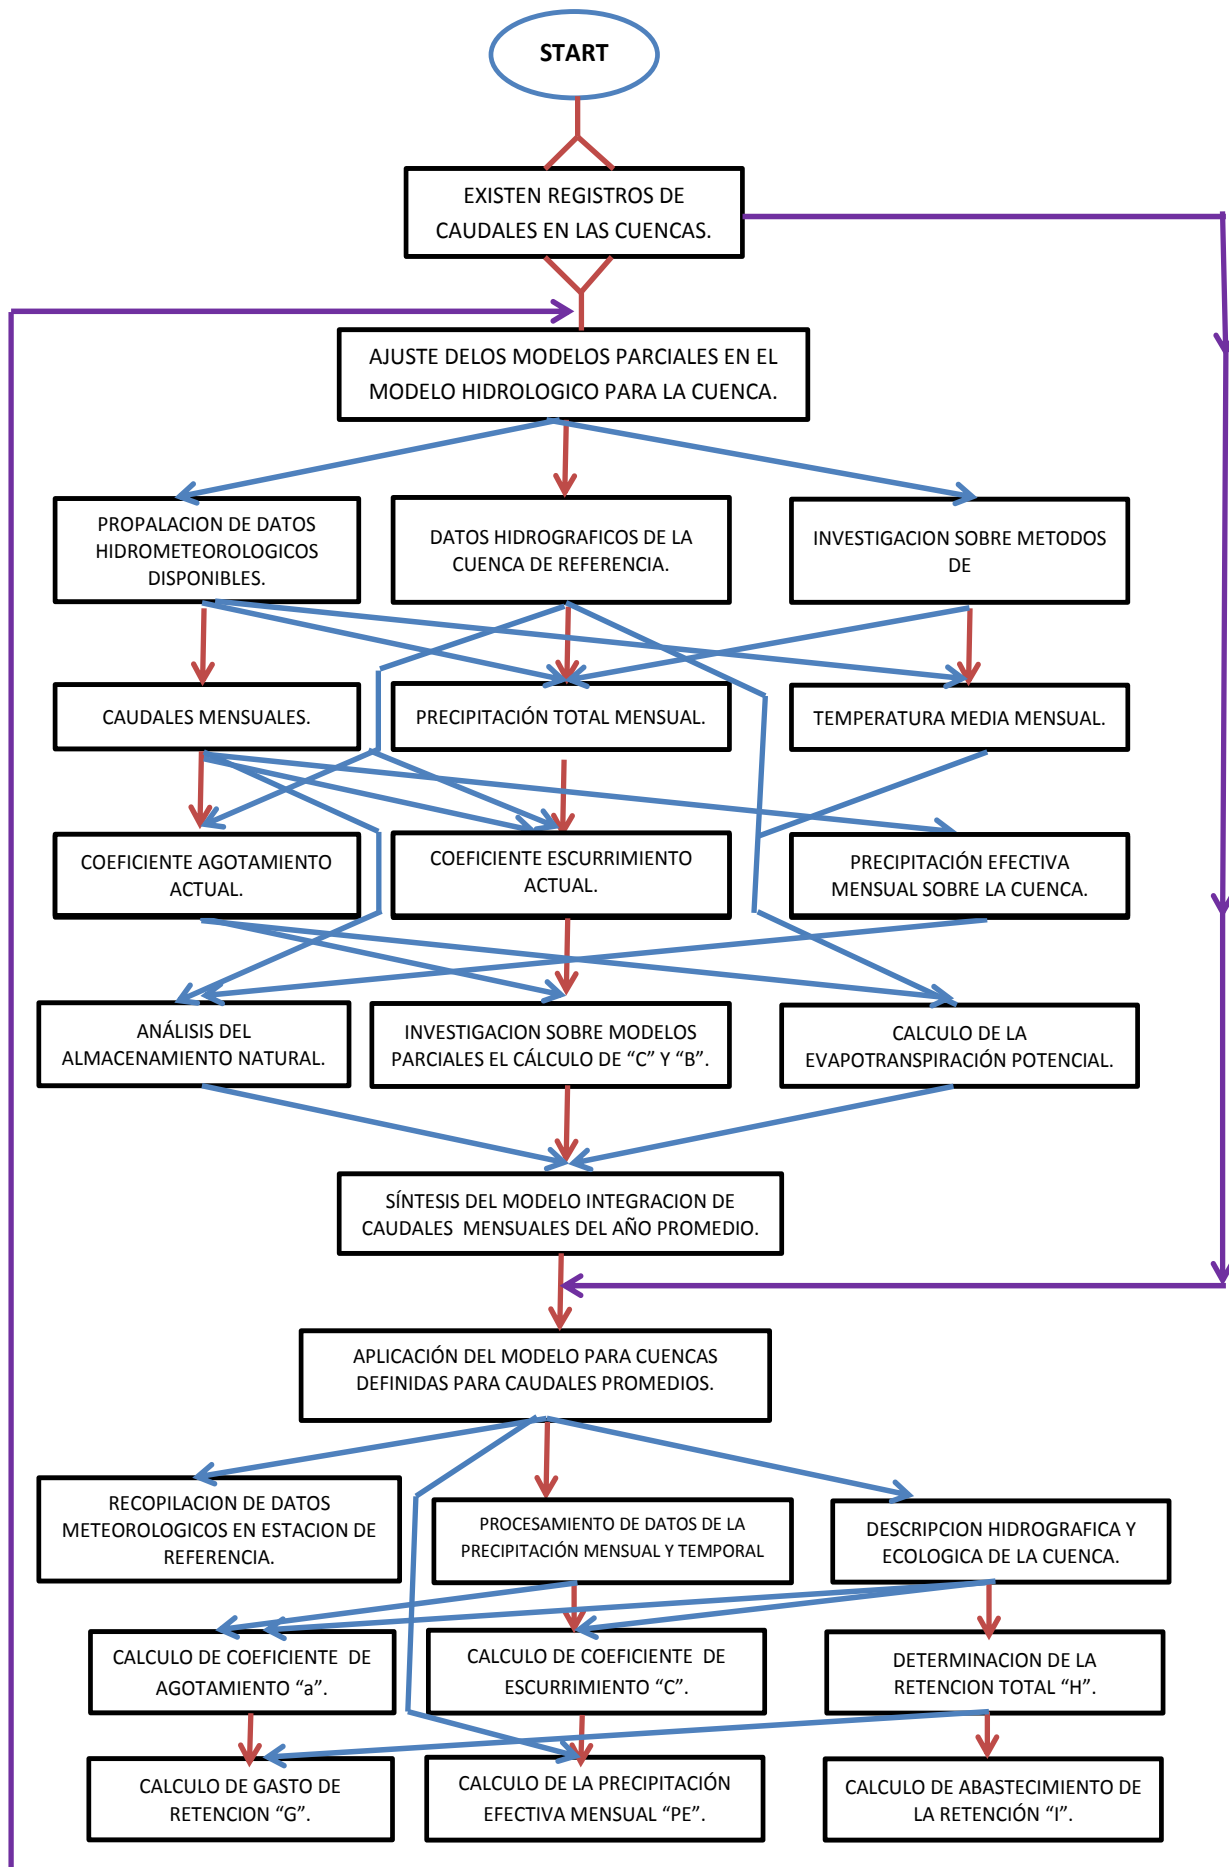 START
EXISTEN REGISTROS DE
CAUDALES EN LAS CUENCAS.
AJUSTE DELOS MODELOS PARCIALES EN EL
MODELO HIDROLOGICO PARA LA CUENCA.
PROPALACION DE DATOS
HIDROMETEOROLOGICOS
DISPONIBLES.
DATOS HIDROGRAFICOS DE LA
CUENCA DE REFERENCIA.
INVESTIGACION SOBRE METODOS
DE
CAUDALES MENSUALES.
PRECIPITACIÓN TOTAL MENSUAL.
TEMPERATURA MEDIA MENSUAL.
COEFICIENTE AGOTAMIENTO
ACTUAL.
COEFICIENTE ESCURRIMIENTO
ACTUAL.
PRECIPITACIÓN EFECTIVA
MENSUAL SOBRE LA CUENCA.
ANÁLISIS DEL
ALMACENAMIENTO NATURAL.
INVESTIGACION SOBRE MODELOS
PARCIALES EL CÁLCULO DE “C” Y “B”.
CALCULO DE LA
EVAPOTRANSPIRACIÓN POTENCIAL.
SÍNTESIS DEL MODELO INTEGRACION DE
CAUDALES MENSUALES DEL AÑO PROMEDIO.
APLICACIÓN DEL MODELO PARA CUENCAS
DEFINIDAS PARA CAUDALES PROMEDIOS.
RECOPILACION DE DATOS
METEOROLOGICOS EN ESTACION DE
REFERENCIA.
PROCESAMIENTO DE DATOS DE LA
PRECIPITACIÓN MENSUAL Y TEMPORAL
DESCRIPCION HIDROGRAFICA Y
ECOLOGICA DE LA CUENCA.
CALCULO DE COEFICIENTE DE
AGOTAMIENTO “a”.
CALCULO DE COEFICIENTE DE
ESCURRIMIENTO “C”.
DETERMINACION DE LA
RETENCION TOTAL “H”.
CALCULO DE GASTO DE
RETENCION “G”.
CALCULO DE LA PRECIPITACIÓN
EFECTIVA MENSUAL “PE”.
CALCULO DE ABASTECIMIENTO DE
LA RETENCIÓN “I”.